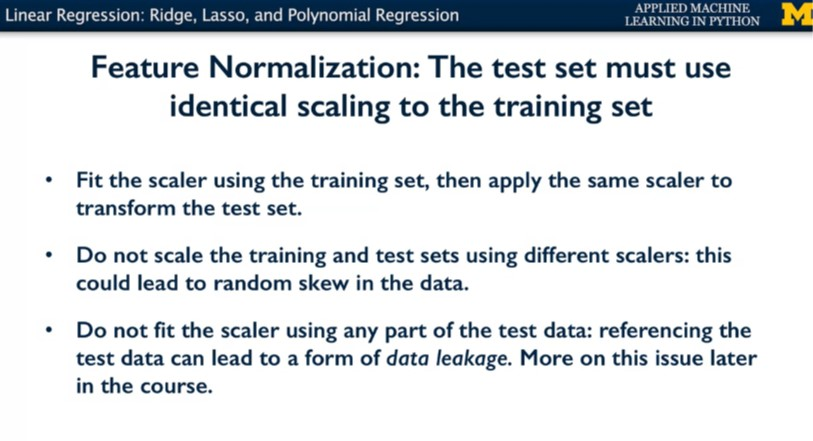 Linear Regression: Ridge, Lasso, and Polynomial Regression
APPLIED MACHINE
LEARNING IN PYTHON
M
Feature Normalization: The test set must use
identical scaling to the training set
• Fit the scaler using the training set, then apply the same scaler to
transform the test set.
• Do not scale the training and test sets using different scalers: this
could lead to random skew in the data.
• Do not fit the scaler using any part of the test data: referencing the
test data can lead to a form of data leakage. More on this issue later
in the course.